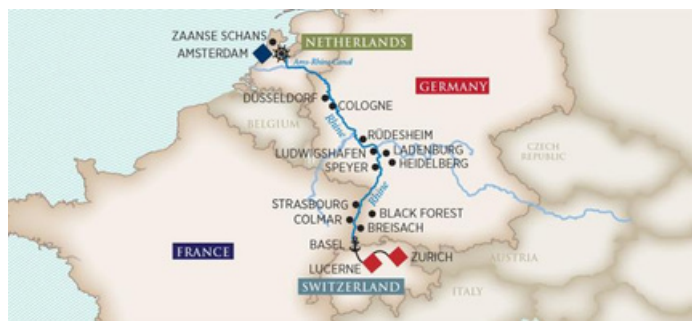 ZAANSE SCHANS
NETHERLANDS
AMSTERDAM
Ams-Rhine Canal
GERMANY
DÜSSELDORF
COLOGNE
Rhine
BELGIUM
RÜDESHEIM
LUDWIGSHAFEN
LADENBURG
HEIDELBERG
SPEYER
CZECH
REPUBLIC
Rhine
STRASBOURG
BLACK FOREST
COLMAR
BREISACH
BASEL
FRANCE
ZURICH
AUSTRIA
LUCERNE
SWITZERLAND
ITALY